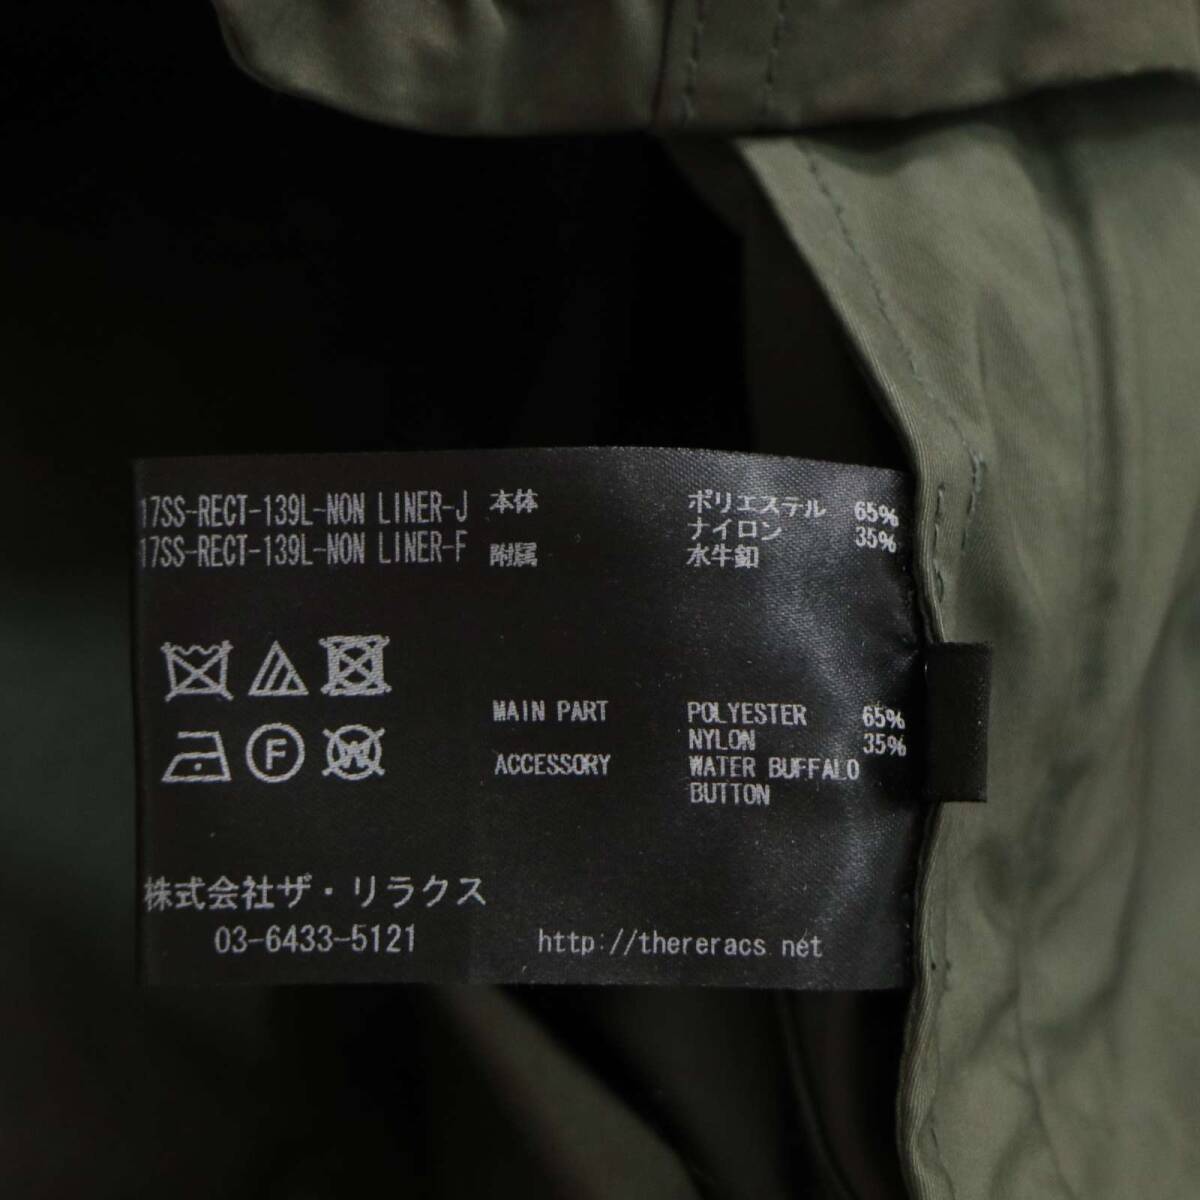 17SS-RECT-139L-NON LINER-J 本体 ポリエステル 65%
ナイロン 35%
17SS-RECT-139L-NON LINER-F 附属 水牛釦
F
W
MAIN PART POLYESTER 65%
NYLON 35%
ACCESSORY WATER BUFFALO
BUTTON
株式会社ザ・リラクス
03-6433-5121 http://thereracs.net